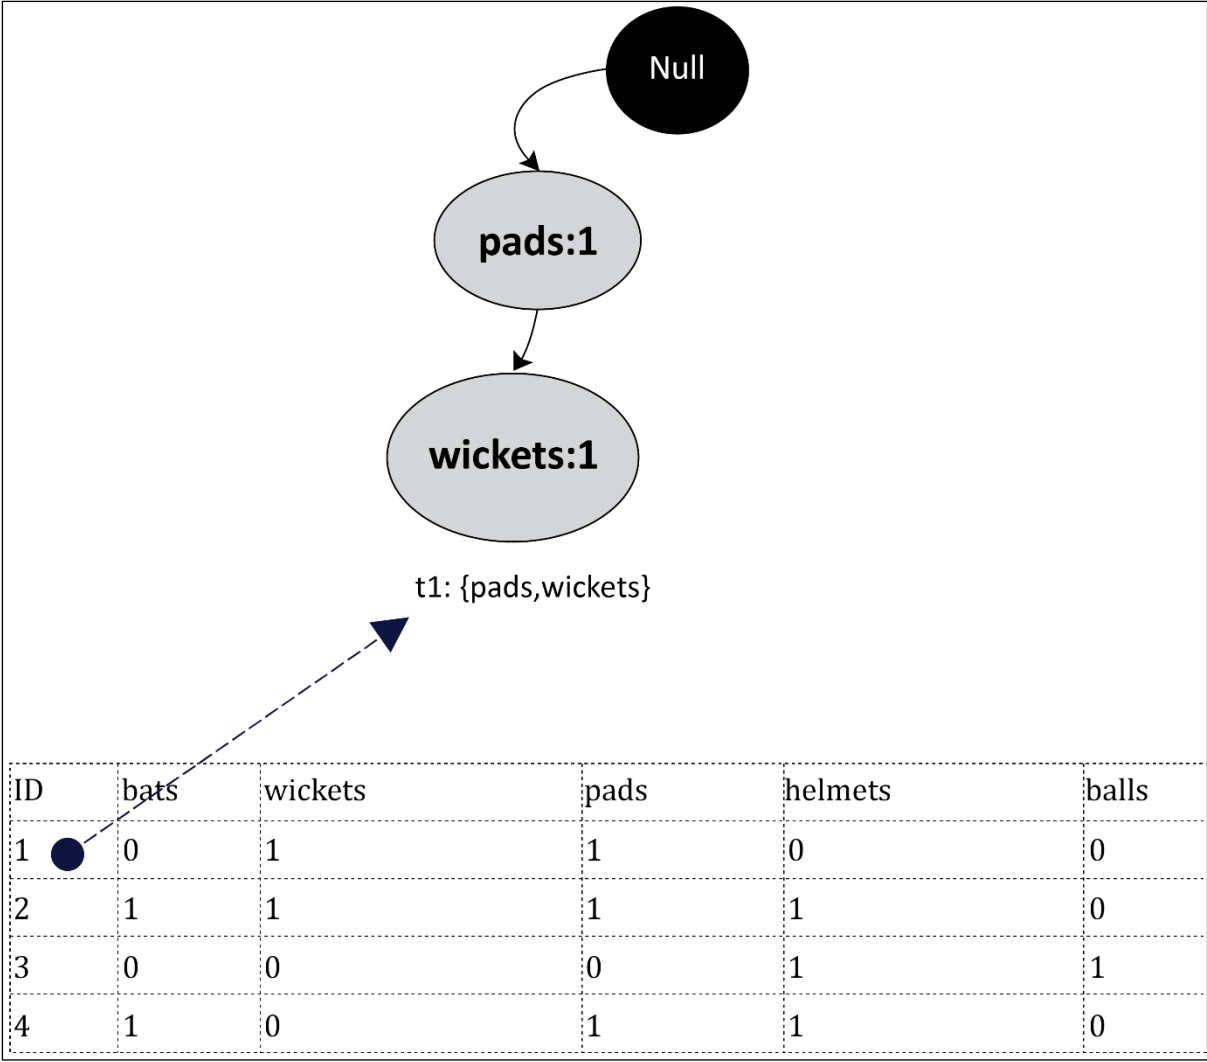 Null
pads:1
wickets:1
t1: {pads,wickets}
ID bats wickets pads helmets balls
1 0 1 1 0 0
2 1 1 1 1 0
3 0 0 0 1 1
4 1 0 1 1 0